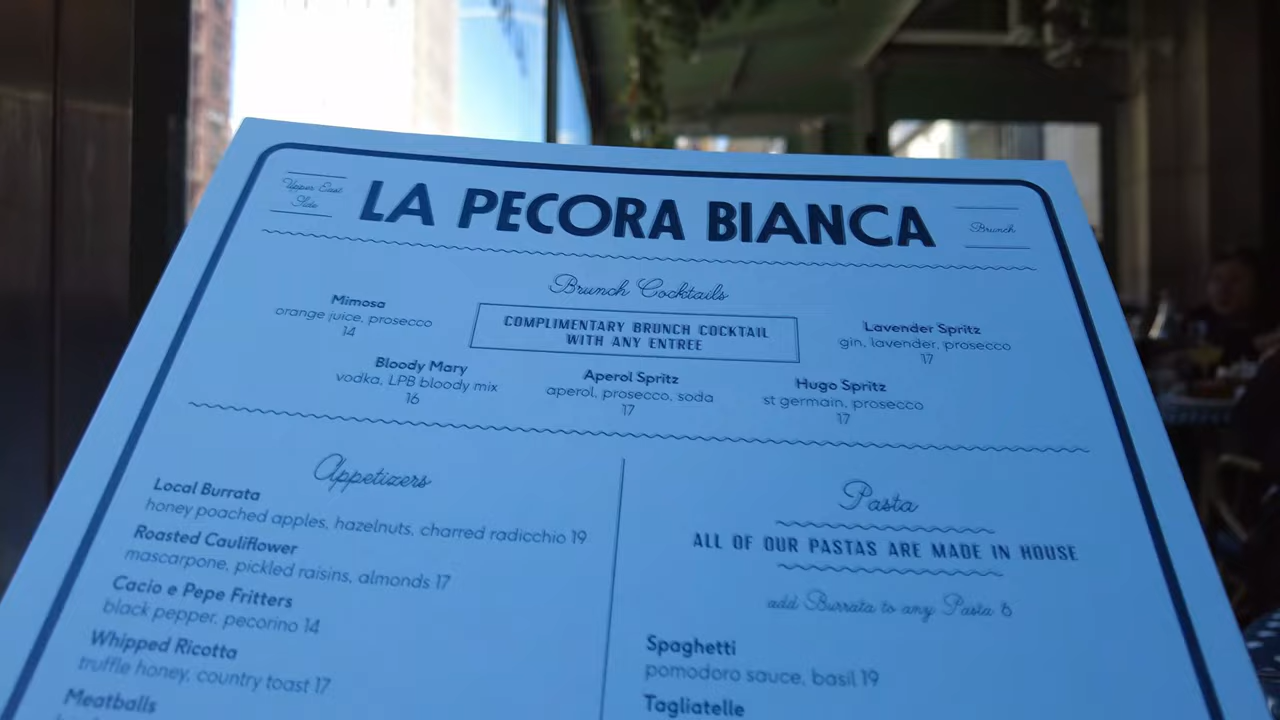 Upper East
Side
LA PECORA BIANCA
Brunch
Brunch Cocktails
COMPLIMENTARY BRUNCH COCKTAIL
WITH ANY ENTREE
Mimosa
orange juice, prosecco
14
Lavender Spritz
gin, lavender, prosecco
17
Bloody Mary
vodka, LPB bloody mix
16
Aperol Spritz
aperol, prosecco, soda
17
Hugo Spritz
st germain, prosecco
17
Appetizers
Local Burrata
honey poached apples, hazelnuts, charred radicchio 19
Roasted Cauliflower
mascarpone, pickled raisins, almonds 17
Cacio e Pepe Fritters
black pepper, pecorino 14
Whipped Ricotta
truffle honey, country toast 17
Meatballs
Pasta
ALL OF OUR PASTAS ARE MADE IN HOUSE
add Burrata to any Pasta 6
Spaghetti
pomodoro sauce, basil 19
Tagliatelle